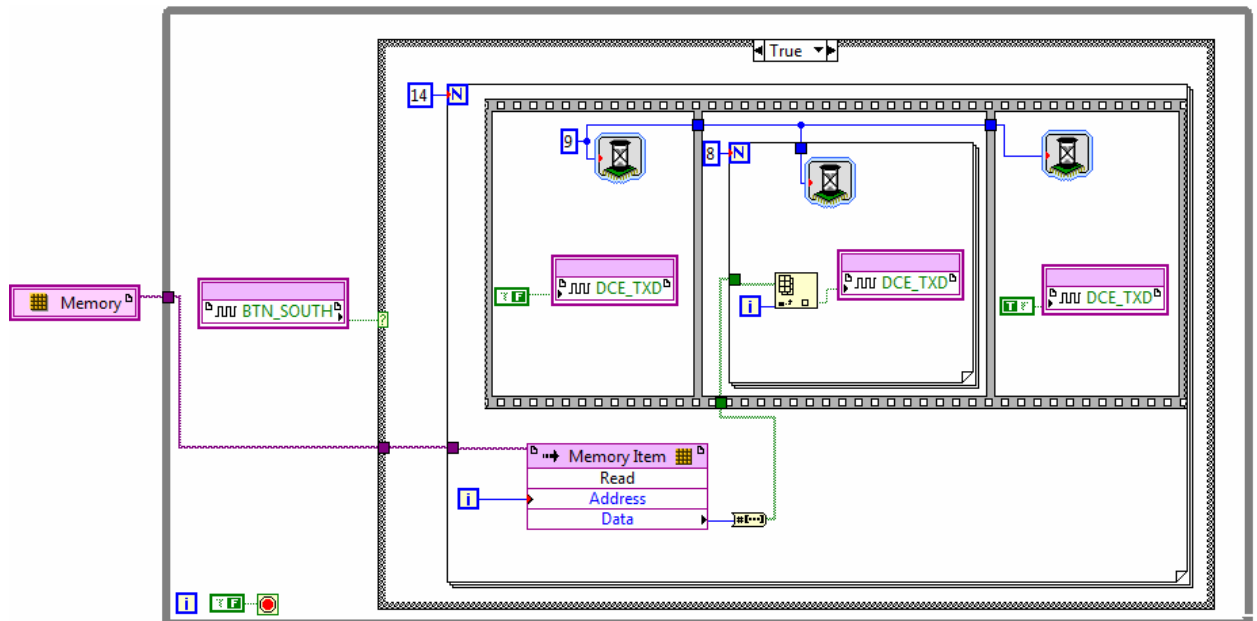 True
14 N
9
8 N
Memory
BTN_SOUTH
?
F DCE_TXD
i
DCE_TXD
T DCE_TXD
Memory Item
Read
i Address
Data #[...]
i F